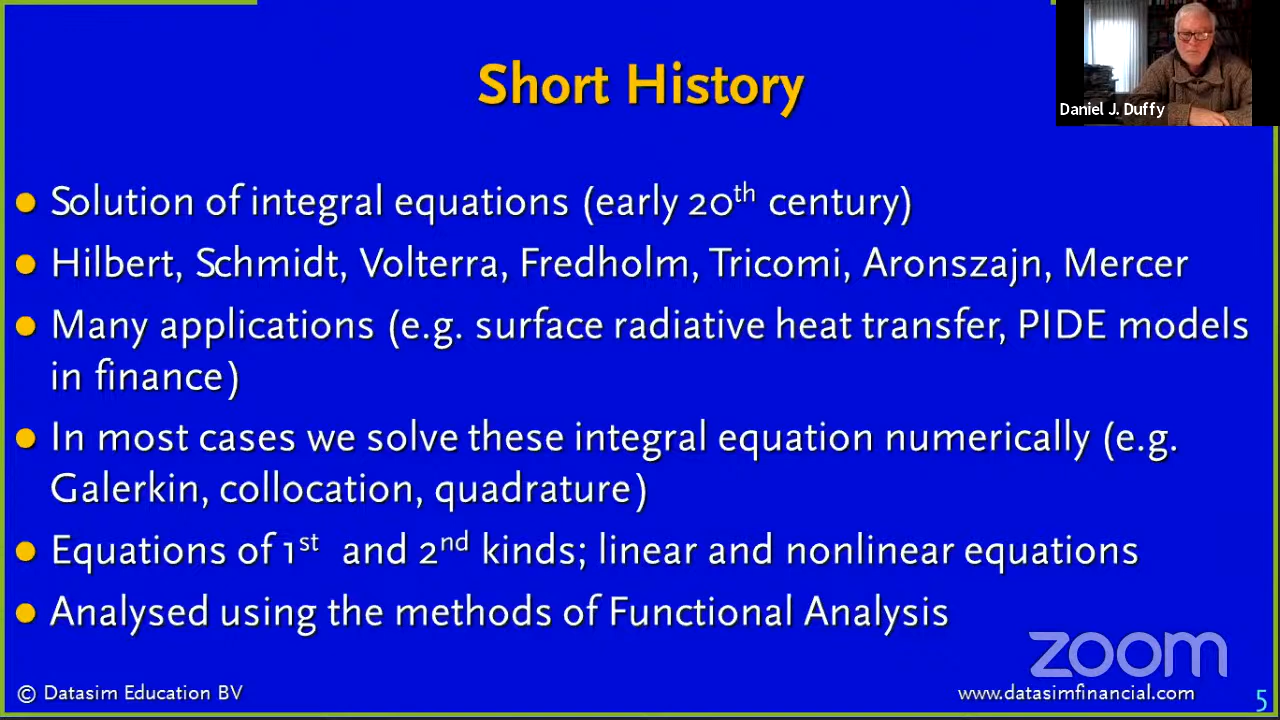 Short History
Daniel J. Duffy
Solution of integral equations (early 20th century)
Hilbert, Schmidt, Volterra, Fredholm, Tricomi, Aronszajn, Mercer
Many applications (e.g. surface radiative heat transfer, PIDE models
in finance)
In most cases we solve these integral equation numerically (e.g.
Galerkin, collocation, quadrature)
Equations of 1st and 2nd kinds; linear and nonlinear equations
Analysed using the methods of Functional Analysis
zoom
© Datasim Education BV
www.datasimfinancial.com
5